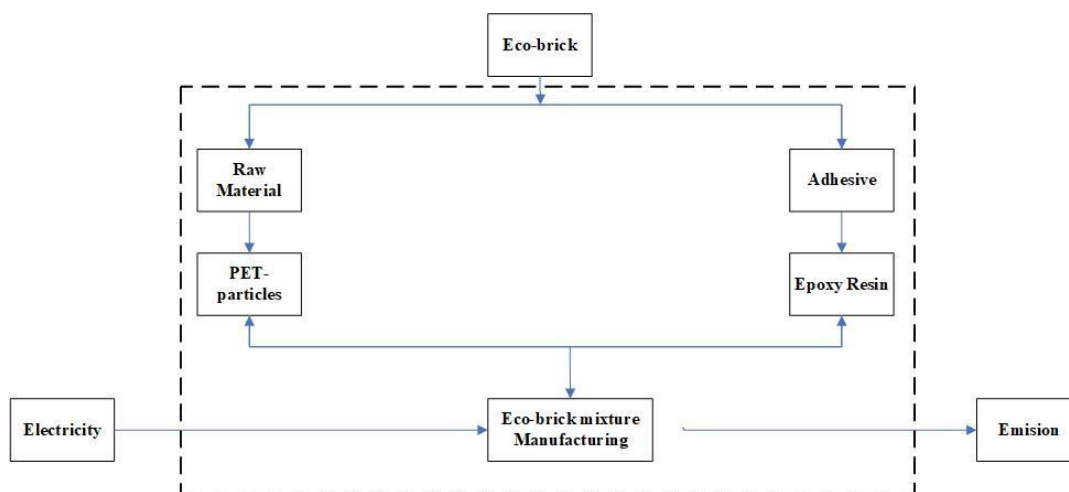 Eco-brick
Raw
Material
Adhesive
PET-
particles
Epoxy Resin
Electricity
Eco-brick mixture
Manufacturing
Emision